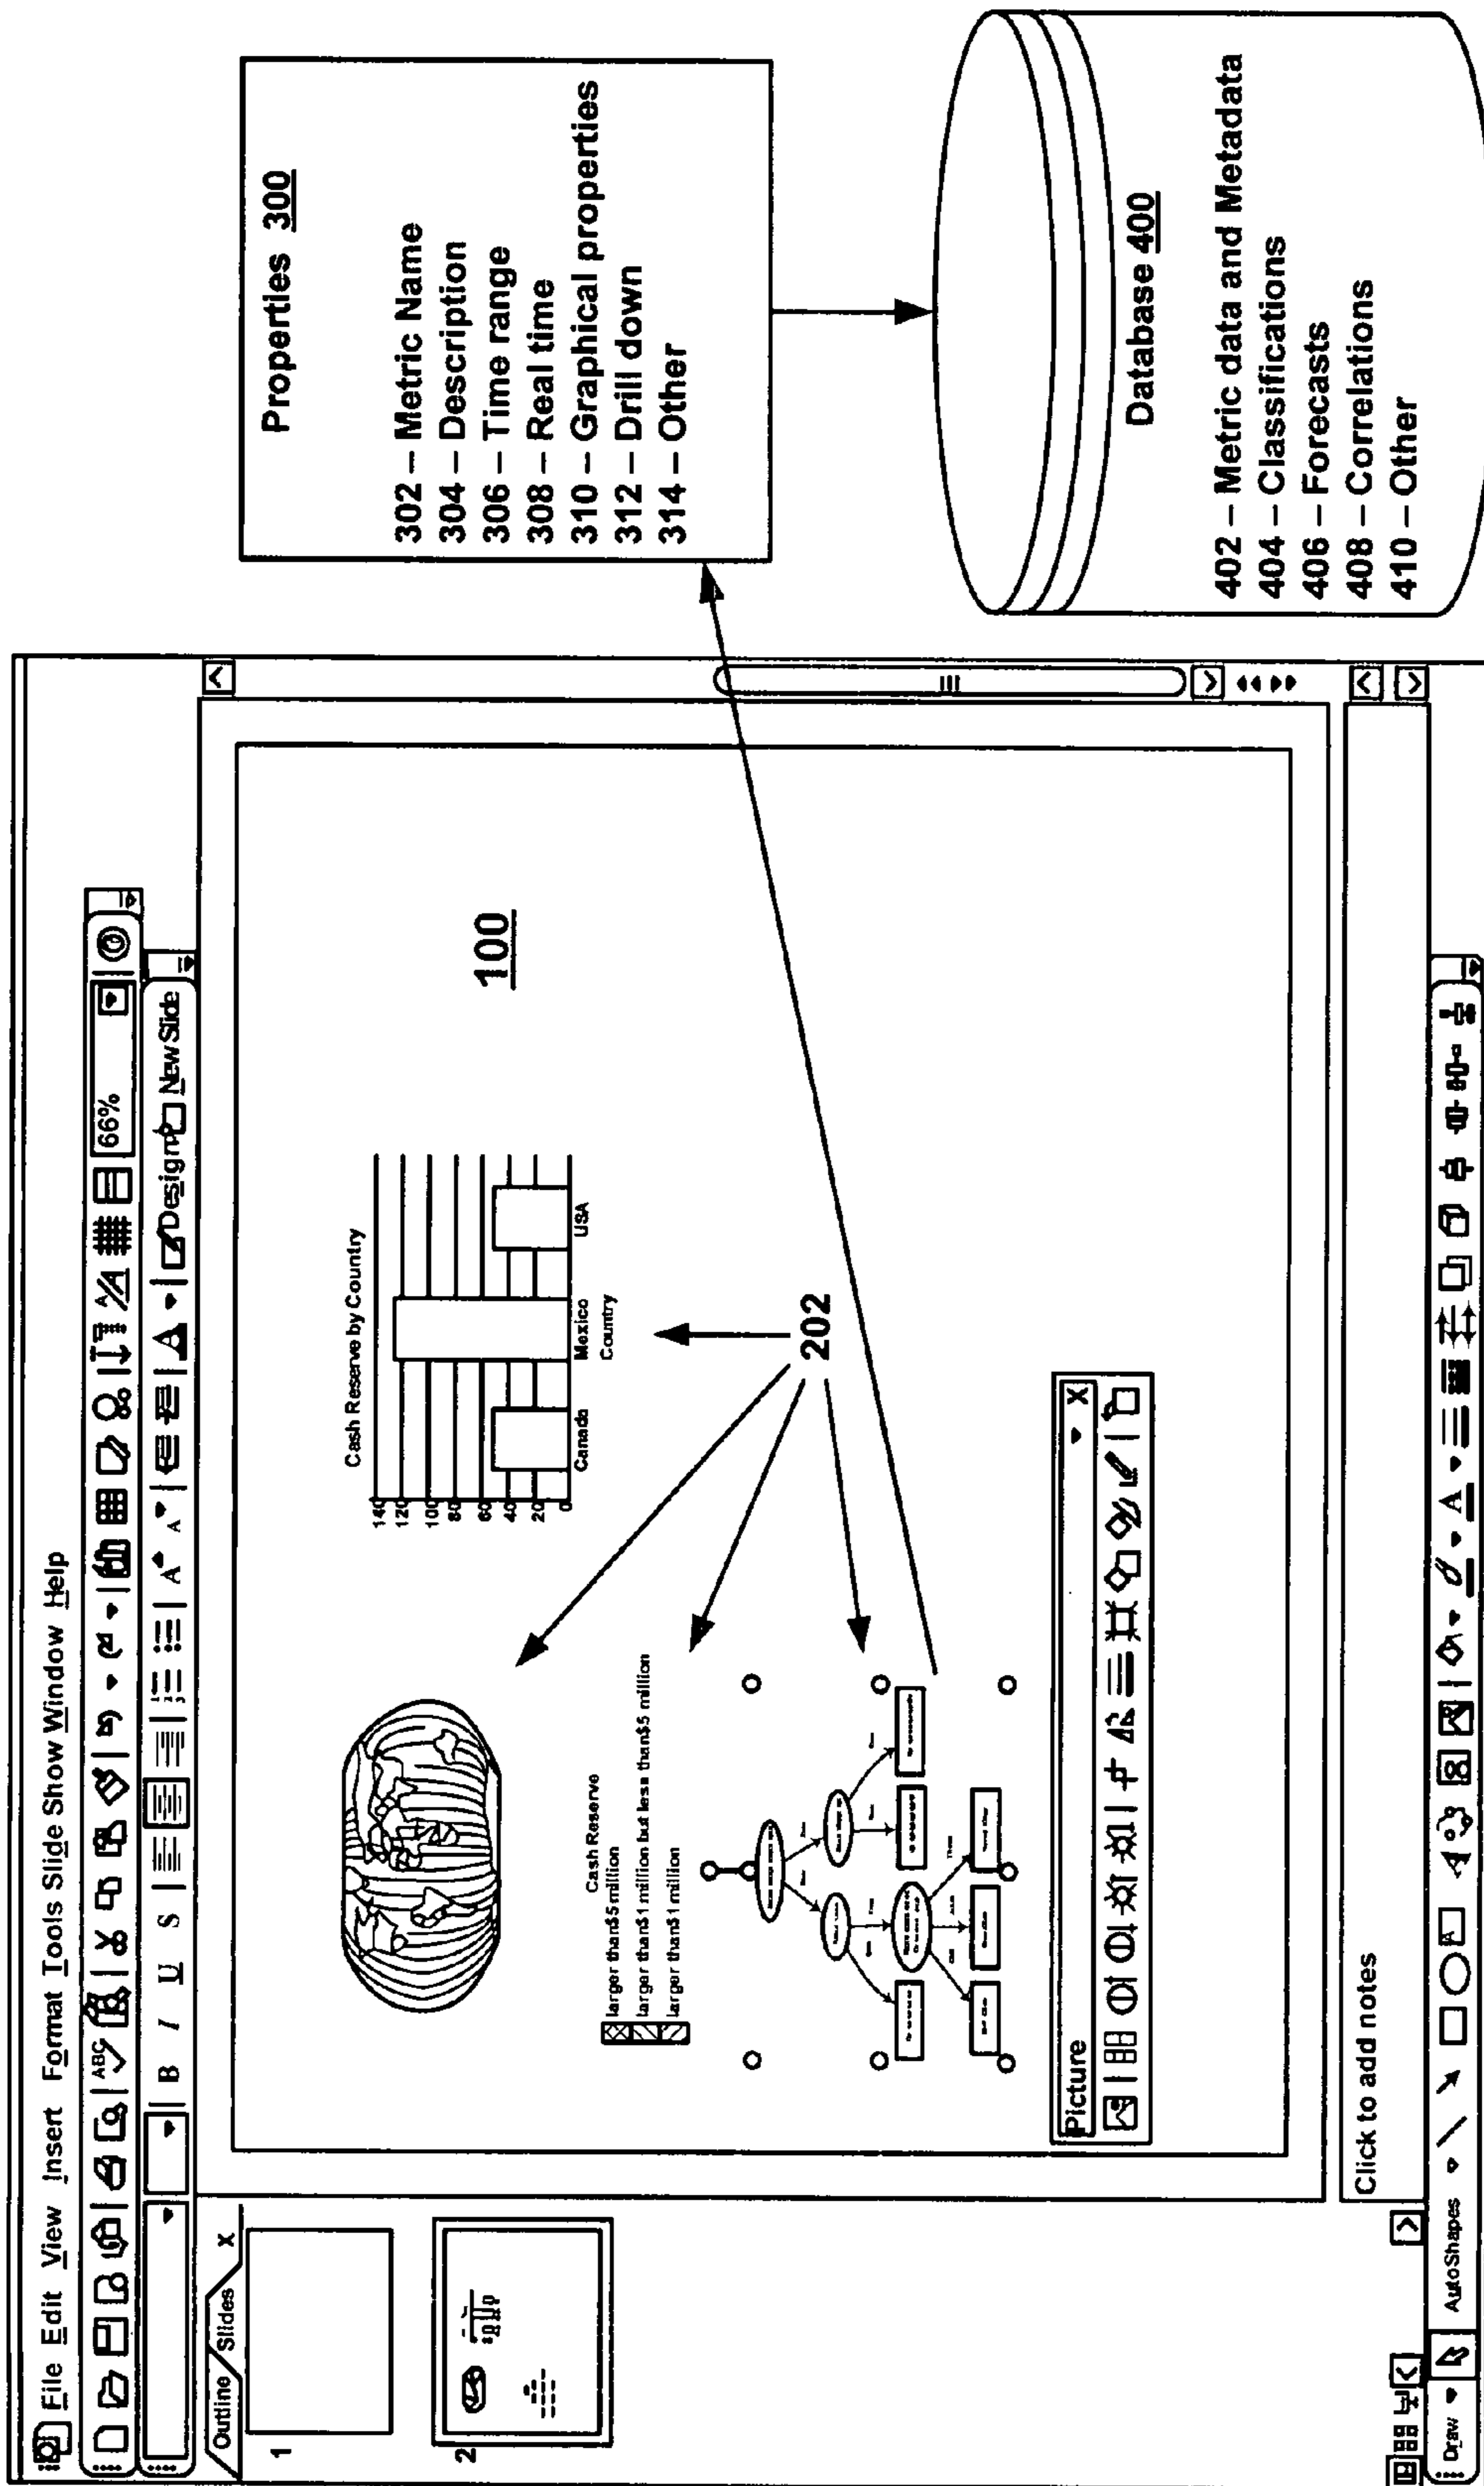 File Edit View Insert Format Tools Slide Show Window Help
ABC
66%
B I U S
A A
A
Design New Slide
Outline Slides X
1
2
Cash Reserve by Country
140
120
100
80
60
40
20
0
Canada Mexico USA
Country
100
Cash Reserve
larger than$5 million
larger than$1 million but less than$5 million
larger than$1 million
202
Picture X
Click to add notes
Draw AutoShapes
A
A
Properties 300
302 – Metric Name
304 – Description
306 – Time range
308 – Real time
310 – Graphical properties
312 – Drill down
314 – Other
Database 400
402 – Metric data and Metadata
404 – Classifications
406 – Forecasts
408 – Correlations
410 – Other